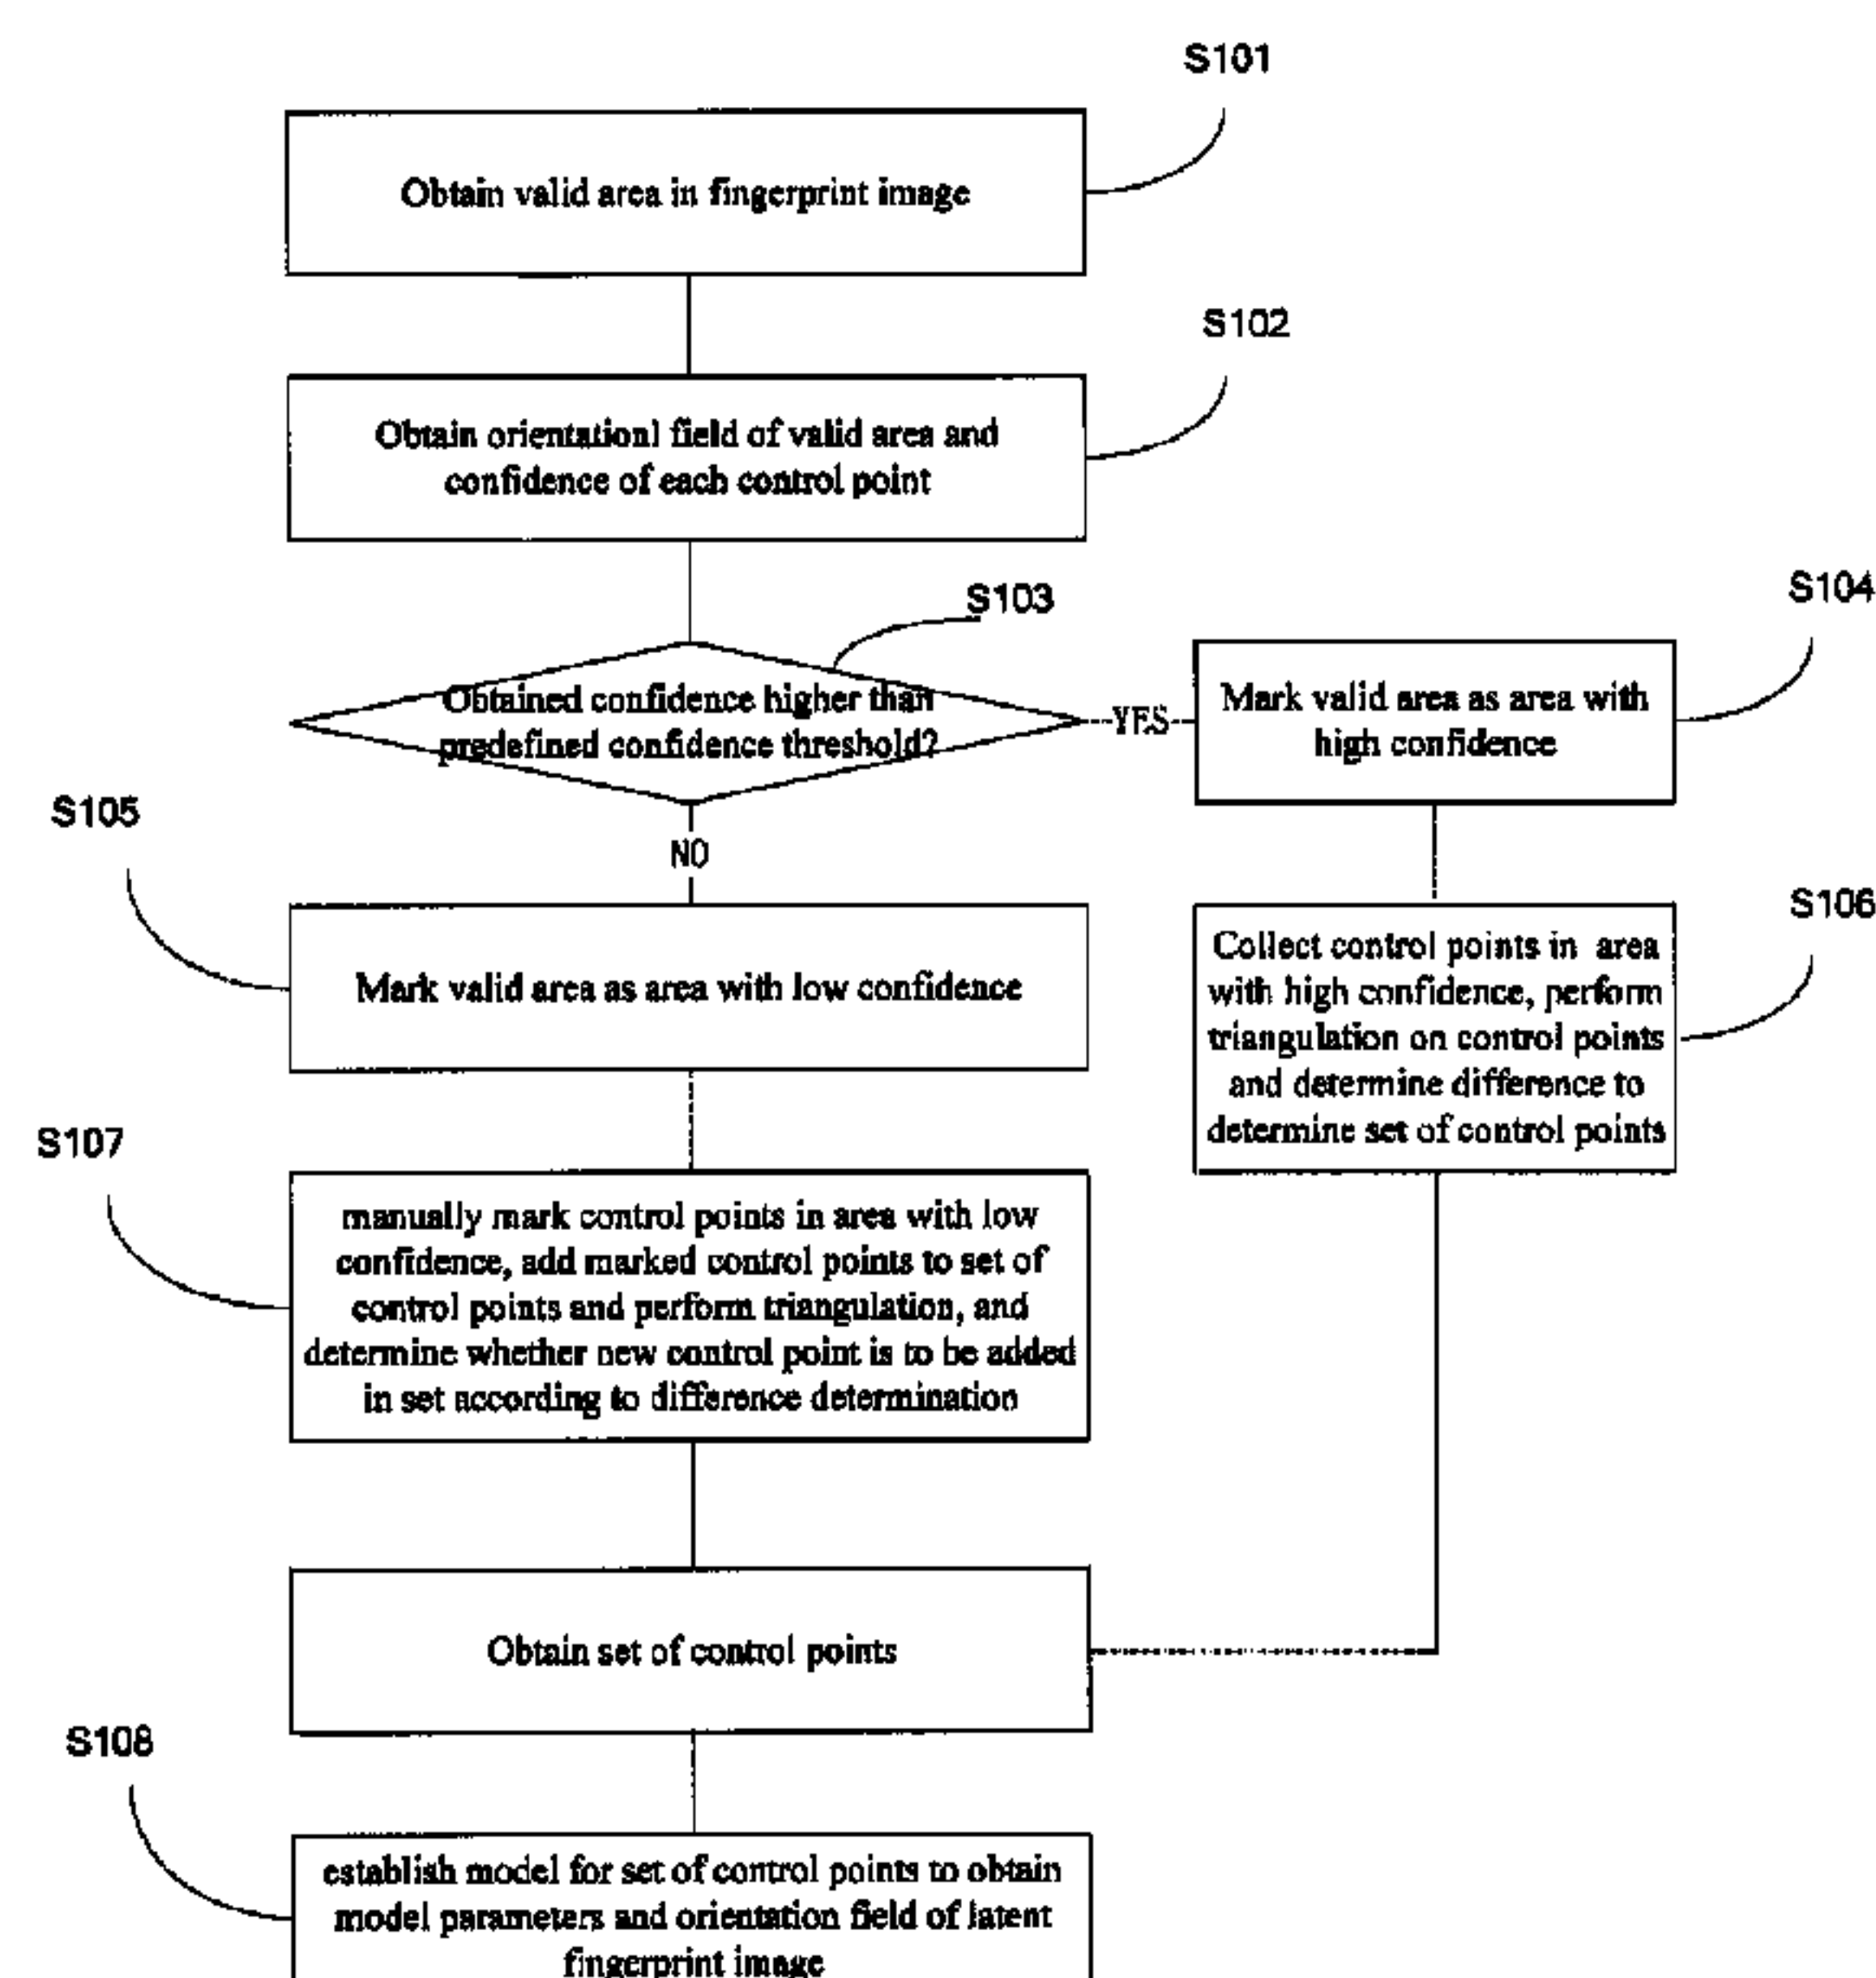 S101
Obtain valid area in fingerprint image
S102
Obtain orientationl field of valid area and
confidence of each control point
S103
Obtained confidence higher than
predefined confidence threshold?
YES
S104
Mark valid area as area with
high confidence
NO
S105
Mark valid area as area with low confidence
S106
Collect control points in area
with high confidence, perform
triangulation on control points
and determine difference to
determine set of control points
S107
manually mark control points in area with low
confidence, add marked control points to set of
control points and perform triangulation, and
determine whether new control point is to be added
in set according to difference determination
Obtain set of control points
S108
establish model for set of control points to obtain
model parameters and orientation field of latent
fingerprint image